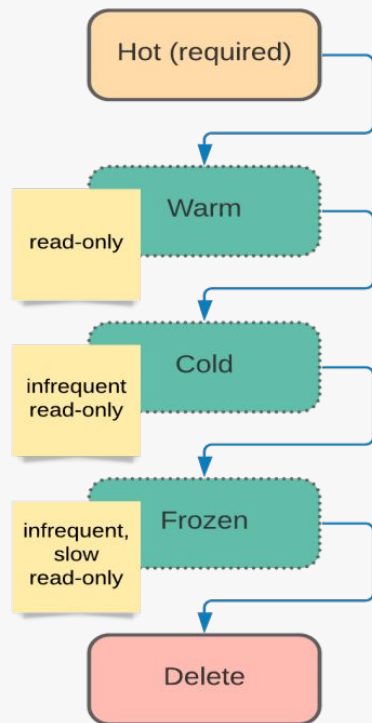 Hot (required)
Warm
read-only
Cold
infrequent
read-only
Frozen
infrequent,
slow
read-only
Delete